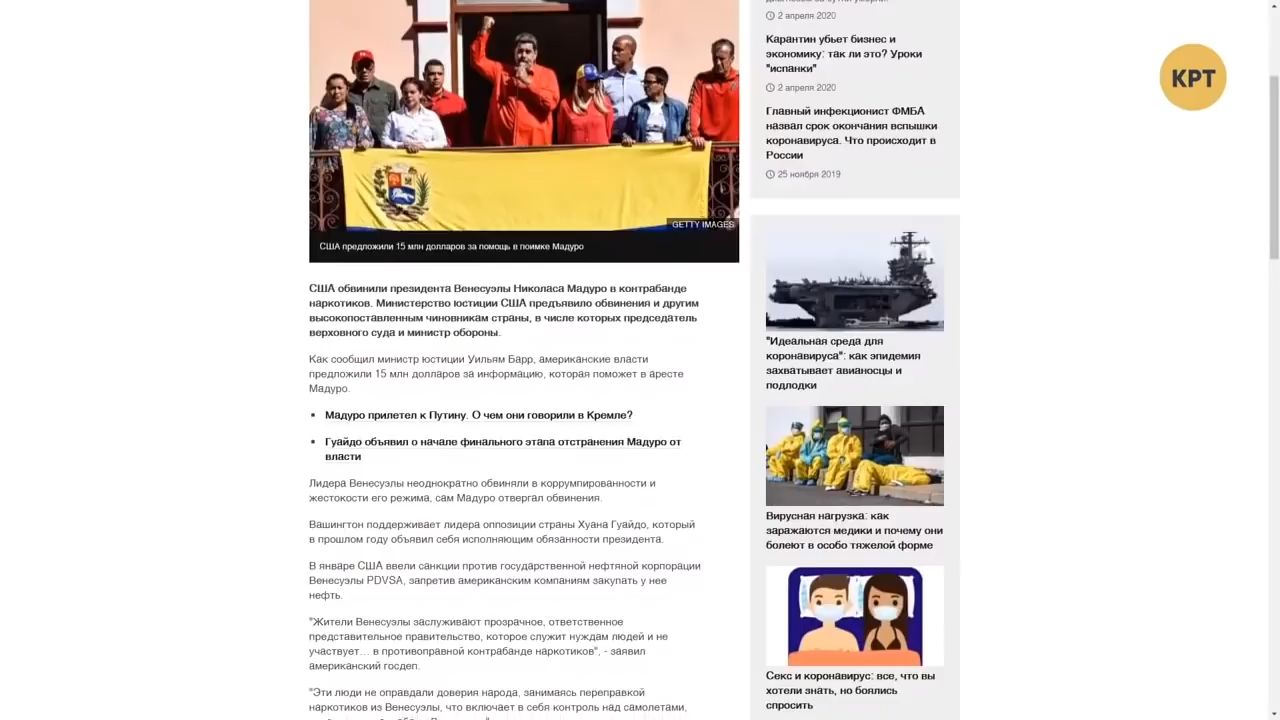 GETTY IMAGES
США предложили 15 млн долларов за помощь в поимке Мадуро
США обвинили президента Венесуэлы Николаса Мадуро в контрабанде
наркотиков. Министерство юстиции США предъявило обвинения и другим
высокопоставленным чиновникам страны, в числе которых председатель
верховного суда и министр обороны.
Как сообщил министр юстиции Уильям Барр, американские власти
предложили 15 млн долларов за информацию, которая поможет в аресте
Мадуро.
Мадуро прилетел к Путину. О чем они говорили в Кремле?
Гуайдо объявил о начале финального этапа отстранения Мадуро от
власти
Лидера Венесуэлы неоднократно обвиняли в коррумпированности и
жестокости его режима, сам Мадуро отвергал обвинения.
Вашингтон поддерживает лидера оппозиции страны Хуана Гуайдо, который
в прошлом году объявил себя исполняющим обязанности президента.
В январе США ввели санкции против государственной нефтяной корпорации
Венесуэлы PDVSA, запретив американским компаниям закупать у нее
нефть.
"Жители Венесуэлы заслуживают прозрачное, ответственное
представительное правительство, которое служит нуждам людей и не
участвует... в противоправной контрабанде наркотиков", - заявил
американский госдеп.
"Эти люди не оправдали доверия народа, занимаясь переправкой
наркотиков из Венесуэлы, что включает в себя контроль над самолетами,
2 апреля 2020
Карантин убьет бизнес и
экономику: так ли это? Уроки
"испанки"
2 апреля 2020
Главный инфекционист ФМБА
назвал срок окончания вспышки
коронавируса. Что происходит в
России
25 ноября 2019
"Идеальная среда для
коронавируса": как эпидемия
захватывает авианосцы и
подлодки
Вирусная нагрузка: как
заражаются медики и почему они
болеют в особо тяжелой форме
Секс и коронавирус: все, что вы
хотели знать, но боялись
спросить
КРТ